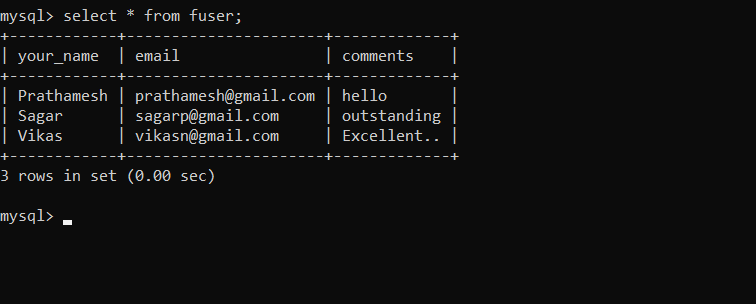 mysql> select * from fuser;
+------------+----------------------+-------------+
| your_name  | email                | comments    |
+------------+----------------------+-------------+
| Prathamesh | prathamesh@gmail.com | hello       |
| Sagar      | sagarp@gmail.com     | outstanding |
| Vikas      | vikasn@gmail.com     | Excellent.. |
+------------+----------------------+-------------+
3 rows in set (0.00 sec)
mysql>